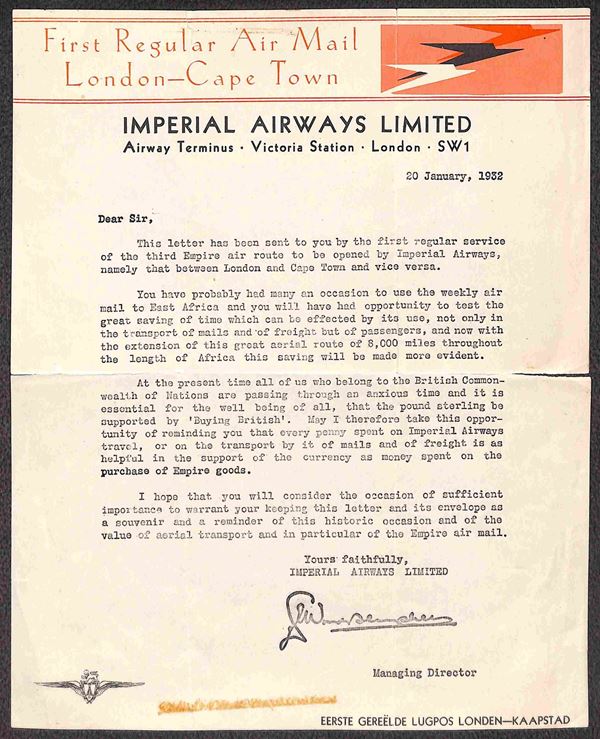 First Regular Air Mail
London—Cape Town
IMPERIAL AIRWAYS LIMITED
Airway Terminus · Victoria Station · London · SW1
20 January, 1932
Dear Sir,
This letter has been sent to you by the first regular service
of the third Empire air route to be opened by Imperial Airways,
namely that between London and Cape Town and vice versa.
You have probably had many an occasion to use the weekly air
mail to East Africa and you will have had opportunity to test the
great saving of time which can be effected by its use, not only in
the transport of mails and of freight but of passengers, and now with
the extension of this great aerial route of 8,000 miles throughout
the length of Africa this saving will be made more evident.
At the present time all of us who belong to the British Common-
wealth of Nations are passing through an anxious time and it is
essential for the well being of all, that the pound sterling be
supported by 'Buying British'. May I therefore take this oppor-
tunity of reminding you that every penny spent on Imperial Airways
travel, or on the transport by it of mails and of freight is as
helpful in the support of the currency as money spent on the
purchase of Empire goods.
I hope that you will consider the occasion of sufficient
importance to warrant your keeping this letter and its envelope as
a souvenir and a reminder of this historic occasion and of the
value of aerial transport and in particular of the Empire air mail.
Yours faithfully,
IMPERIAL AIRWAYS LIMITED
Managing Director
EERSTE GEREËLDE LUGPOS LONDEN—KAAPSTAD